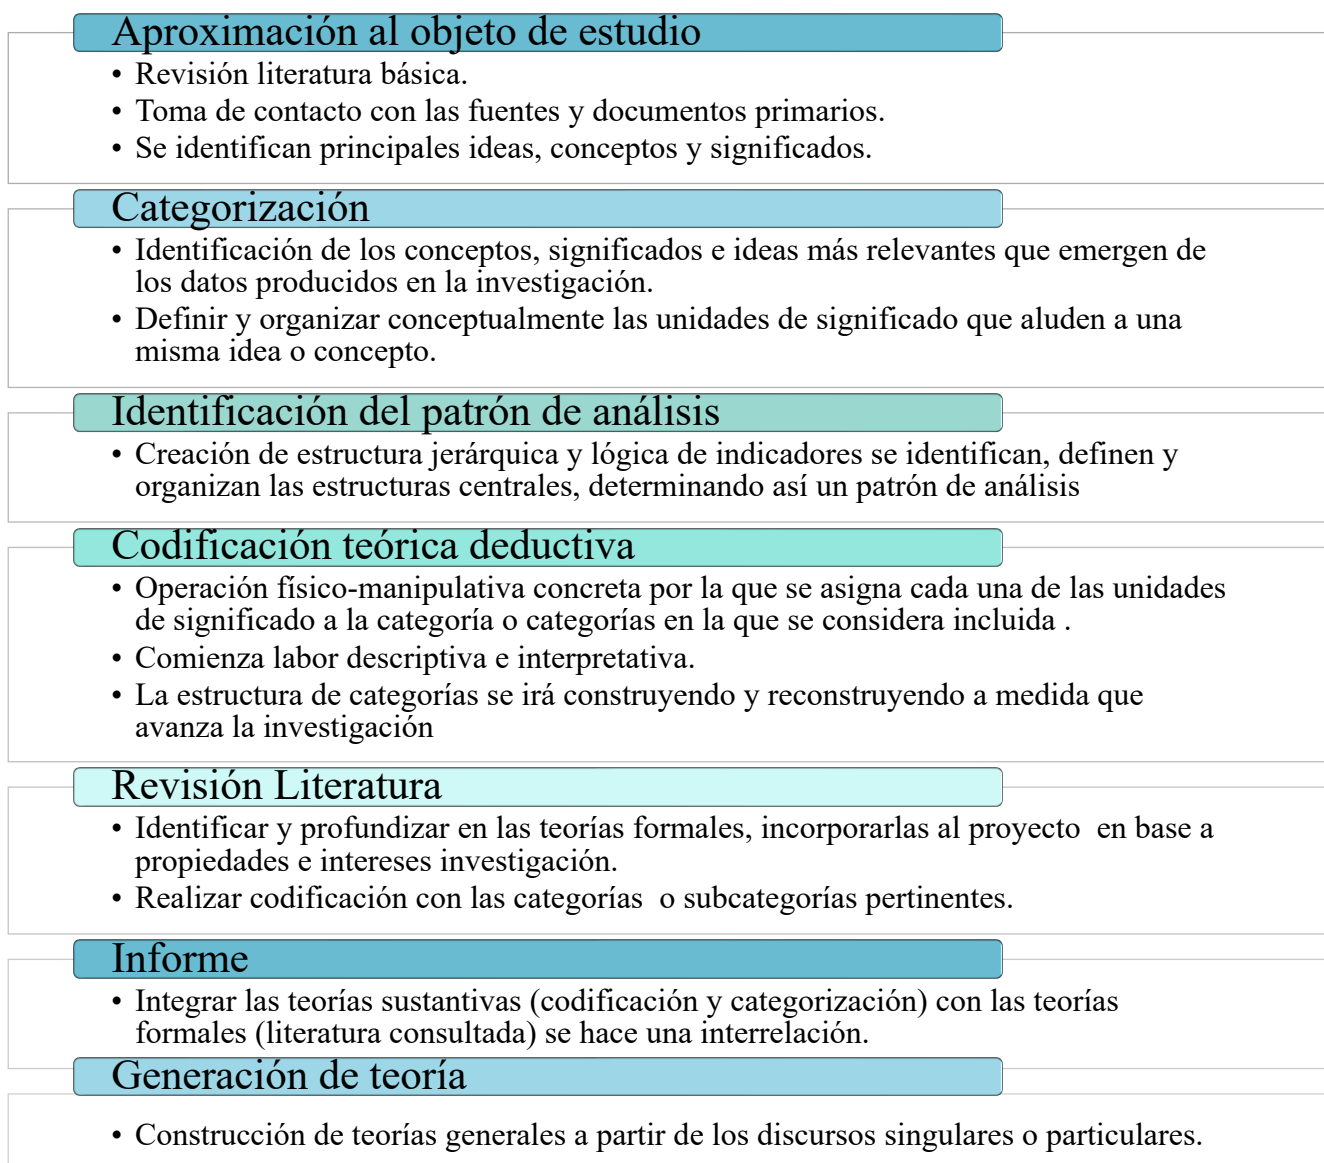 Aproximación al objeto de estudio
• Revisión literatura básica.
• Toma de contacto con las fuentes y documentos primarios.
• Se identifican principales ideas, conceptos y significados.
Categorización
• Identificación de los conceptos, significados e ideas más relevantes que emergen de
los datos producidos en la investigación.
• Definir y organizar conceptualmente las unidades de significado que aluden a una
misma idea o concepto.
Identificación del patrón de análisis
• Creación de estructura jerárquica y lógica de indicadores se identifican, definen y
organizan las estructuras centrales, determinando así un patrón de análisis
Codificación teórica deductiva
• Operación físico-manipulativa concreta por la que se asigna cada una de las unidades
de significado a la categoría o categorías en la que se considera incluida .
• Comienza labor descriptiva e interpretativa.
• La estructura de categorías se irá construyendo y reconstruyendo a medida que
avanza la investigación
Revisión Literatura
• Identificar y profundizar en las teorías formales, incorporarlas al proyecto  en base a
propiedades e intereses investigación.
• Realizar codificación con las categorías  o subcategorías pertinentes.
Informe
• Integrar las teorías sustantivas (codificación y categorización) con las teorías
formales (literatura consultada) se hace una interrelación.
Generación de teoría
• Construcción de teorías generales a partir de los discursos singulares o particulares.